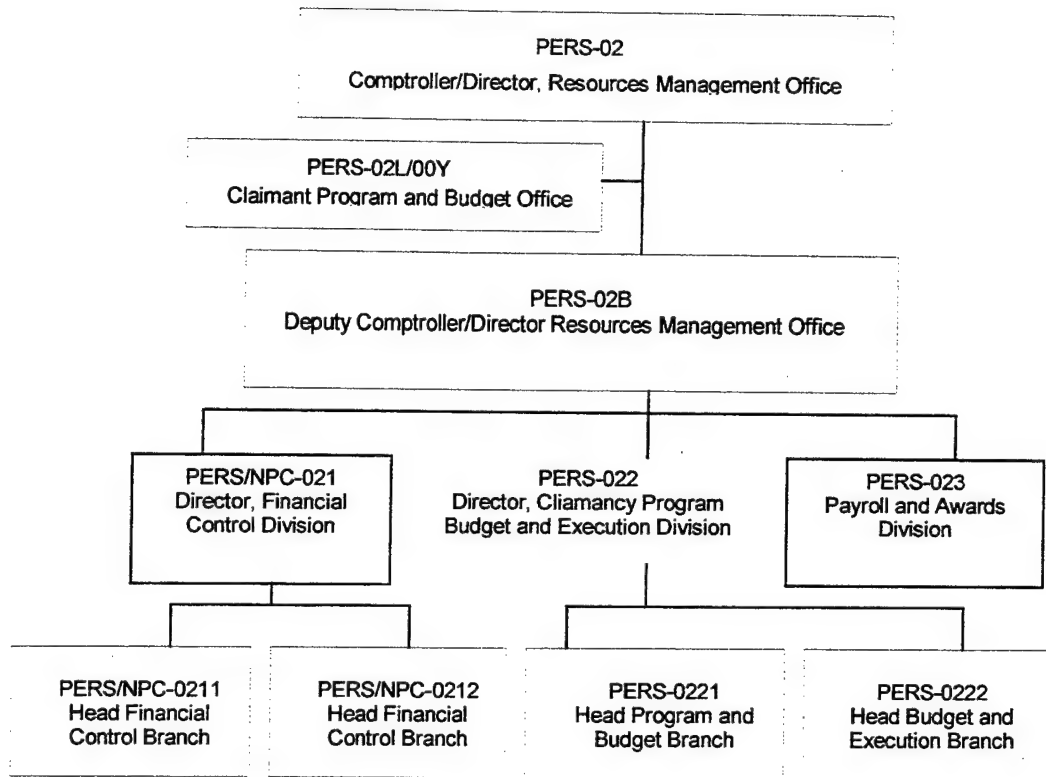 PERS-02
Comptroller/Director, Resources Management Office
PERS-02L/00Y
Claimant Program and Budget Office
PERS-02B
Deputy Comptroller/Director Resources Management Office
PERS/NPC-021
Director, Financial
Control Division
PERS-022
Director, Cliamancy Program
Budget and Execution Division
PERS-023
Payroll and Awards
Division
PERS/NPC-0211
Head Financial
Control Branch
PERS/NPC-0212
Head Financial
Control Branch
PERS-0221
Head Program and
Budget Branch
PERS-0222
Head Budget and
Execution Branch